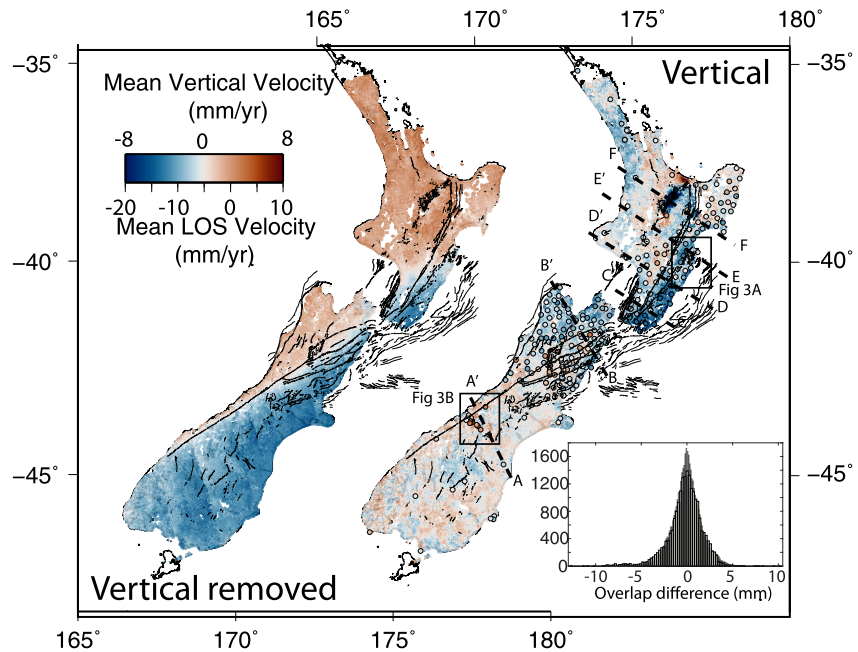 165° 170° 175° 180°
−35° −35°
Mean Vertical Velocity
(mm/yr)
-8 0 8
-20 -10 0 10
Mean LOS Velocity
(mm/yr)
Vertical
F'
E'
D'
F
−40° −40°
B'
C'
E
Fig 3A
D
C
B
A'
Fig 3B
−45° −45°
A
1600
1200
800
400
0
-10 -5 0 5 10
Overlap difference (mm)
Vertical removed
165° 170° 175° 180°